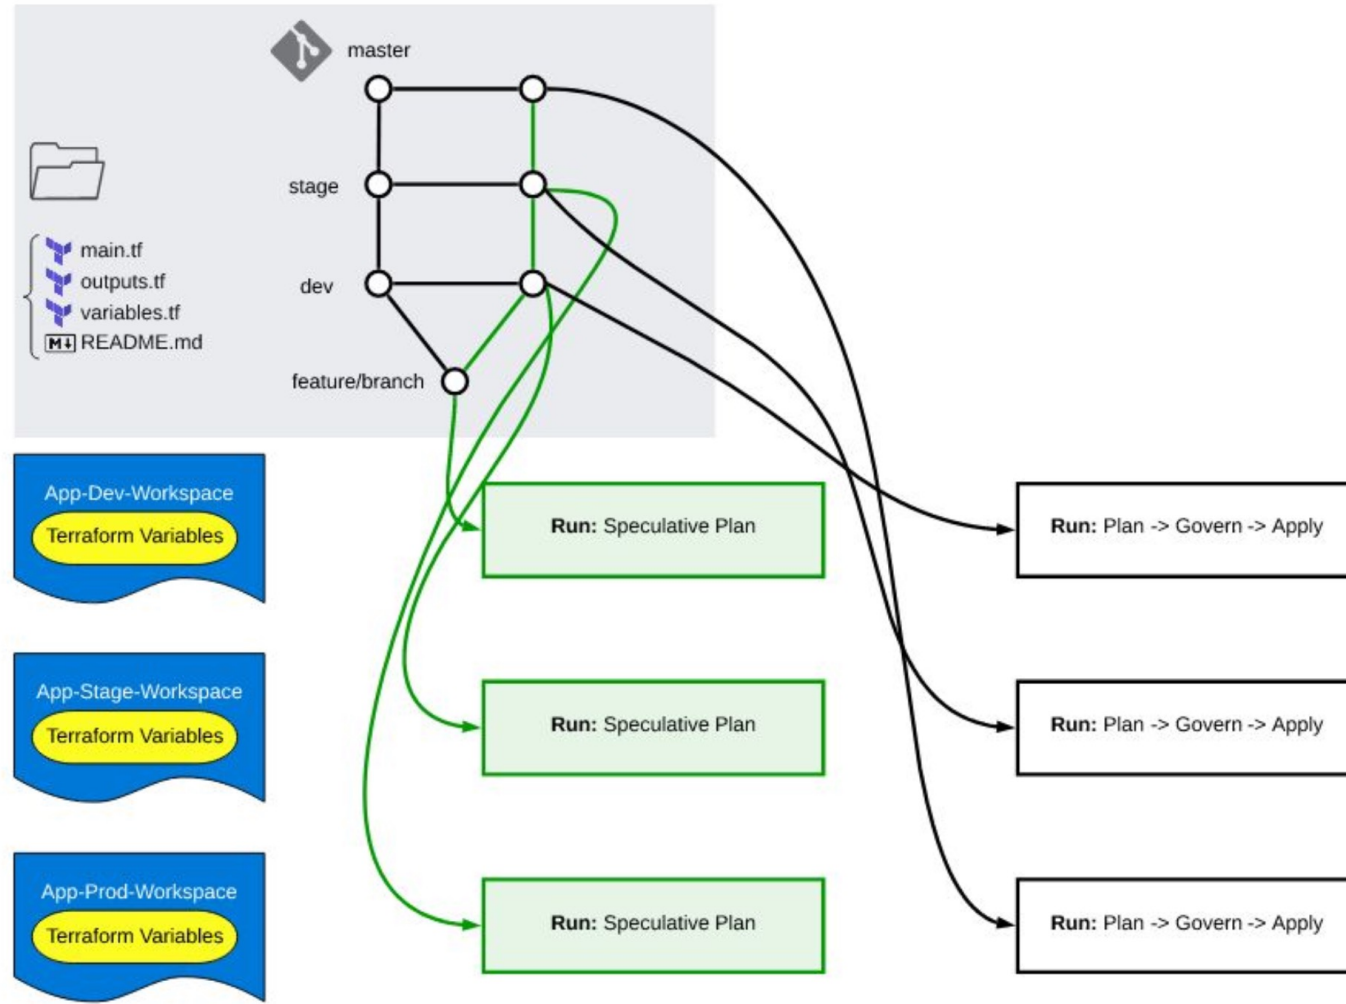 master
stage
main.tf
outputs.tf
dev
variables.tf
M↓ README.md
feature/branch
App-Dev-Workspace
Terraform Variables
Run: Speculative Plan
Run: Plan -> Govern -> Apply
App-Stage-Workspace
Terraform Variables
Run: Speculative Plan
Run: Plan -> Govern -> Apply
App-Prod-Workspace
Terraform Variables
Run: Speculative Plan
Run: Plan -> Govern -> Apply